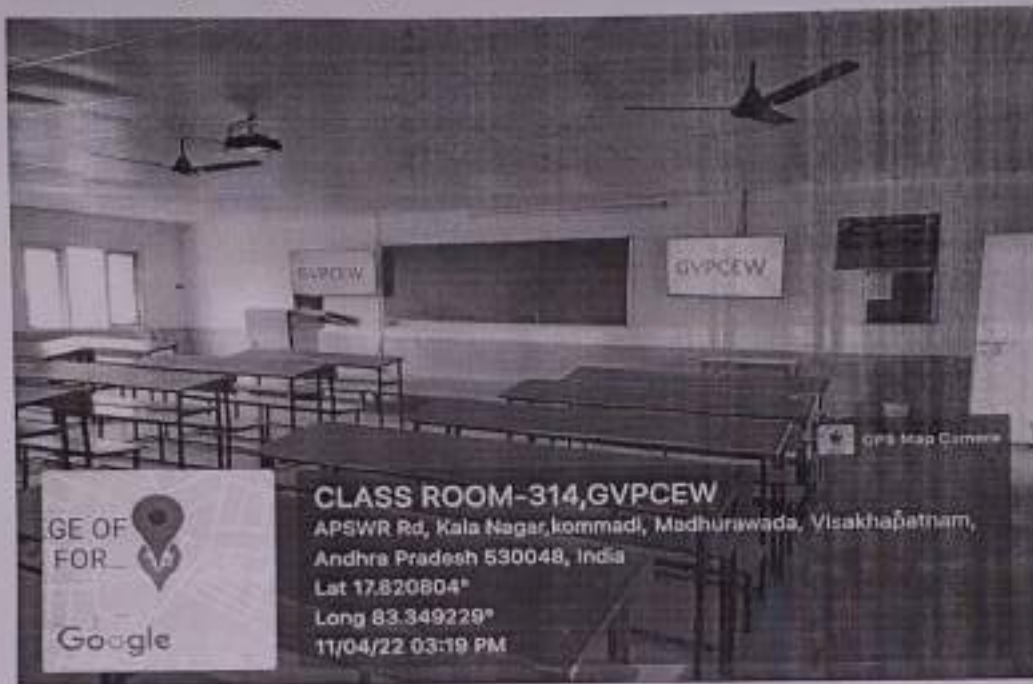 GVPCEW
GVPCEW
GPS Map Camera
CLASS ROOM-314,GVPCEW
APSWR Rd, Kala Nagar,kommadi, Madhurawada, Visakhapatnam,
Andhra Pradesh 530048, India
Lat 17.820804°
Long 83.349229°
11/04/22 03:19 PM
GE OF
FOR...
Google